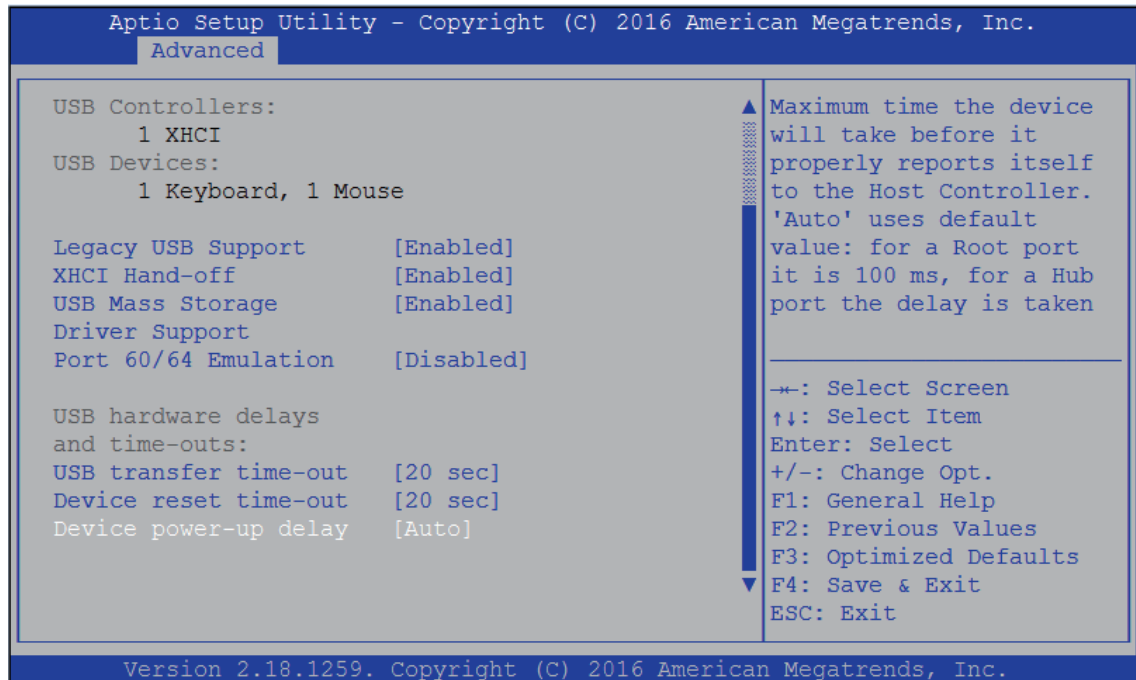 Aptio Setup Utility – Copyright (C) 2016 American Megatrends, Inc.
Advanced
USB Controllers:
1 XHCI
USB Devices:
1 Keyboard, 1 Mouse
Legacy USB Support [Enabled]
XHCI Hand-off [Enabled]
USB Mass Storage [Enabled]
Driver Support
Port 60/64 Emulation [Disabled]
USB hardware delays
and time-outs:
USB transfer time-out [20 sec]
Device reset time-out [20 sec]
Device power-up delay [Auto]
Maximum time the device
will take before it
properly reports itself
to the Host Controller.
'Auto' uses default
value: for a Root port
it is 100 ms, for a Hub
port the delay is taken
→←: Select Screen
↑↓: Select Item
Enter: Select
+/-: Change Opt.
F1: General Help
F2: Previous Values
F3: Optimized Defaults
F4: Save & Exit
ESC: Exit
Version 2.18.1259. Copyright (C) 2016 American Megatrends, Inc.